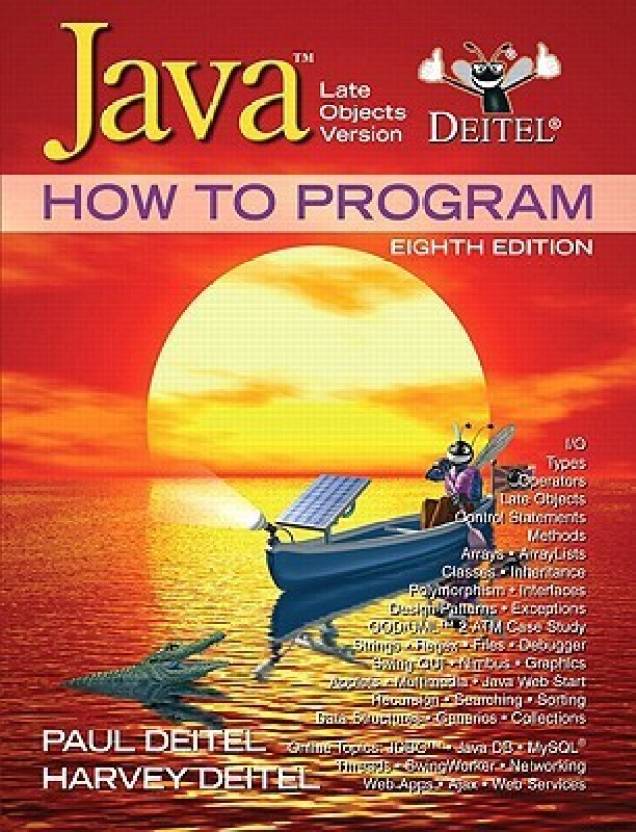 Java™
Late
Objects
Version
DEITEL®
HOW TO PROGRAM
EIGHTH EDITION
I/O
Types
Operators
Late Objects
Control Statements
Methods
Arrays • ArrayLists
Classes • Inheritance
Polymorphism • Interfaces
Design Patterns • Exceptions
OOD/UML™ 2 ATM Case Study
Strings • Regex • Files • Debugger
Swing GUI • Nimbus • Graphics
Applets • Multimedia • Java Web Start
Recursion • Searching • Sorting
Data Structures • Generics • Collections
PAUL DEITEL
HARVEY DEITEL
Online Topics: JDBC™ • Java DB • MySQL®
Threads • SwingWorker • Networking
Web Apps • Ajax • Web Services